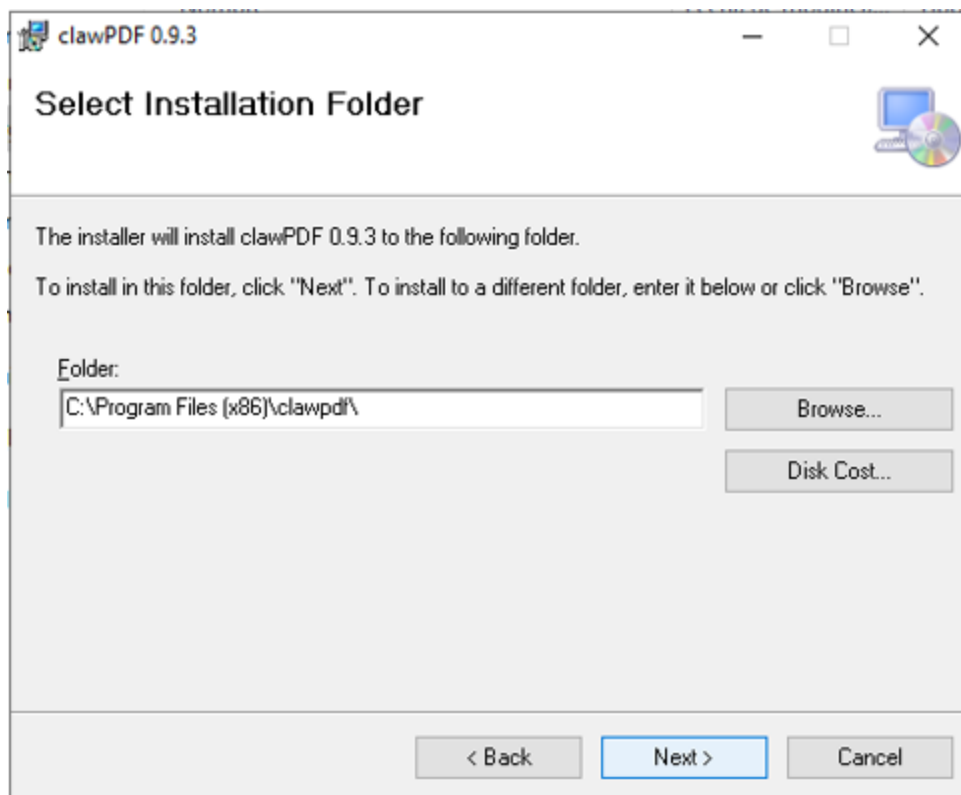 clawPDF 0.9.3
Select Installation Folder
The installer will install clawPDF 0.9.3 to the following folder.
To install in this folder, click "Next". To install to a different folder, enter it below or click "Browse".
Folder:
C:\Program Files (x86)\clawpdf\
Browse...
Disk Cost...
< Back
Next >
Cancel